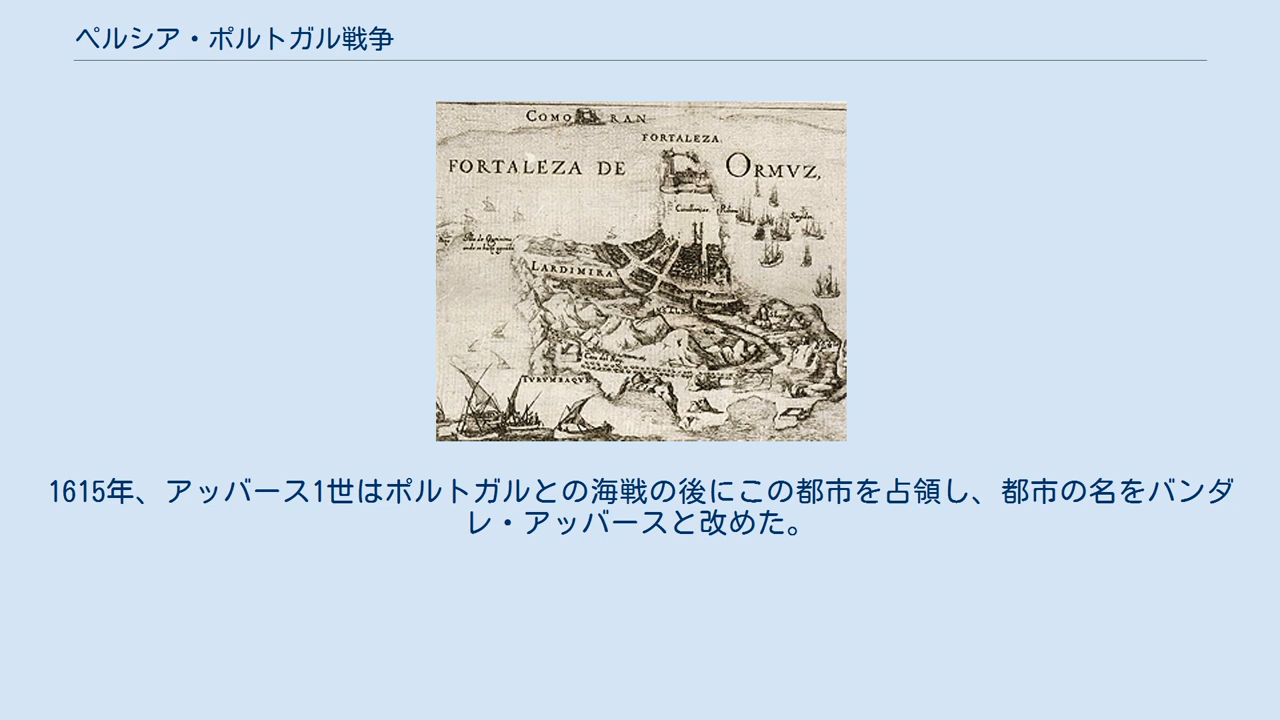 ペルシア・ポルトガル戦争
COMO RAN
FORTALEZA
FORTALEZA DE ORMVZ,
LARDIMIRA
TURUMBAQUE
1615年、アッバース1世はポルトガルとの海戦の後にこの都市を占領し、都市の名をバンダ
レ・アッバースと改めた。